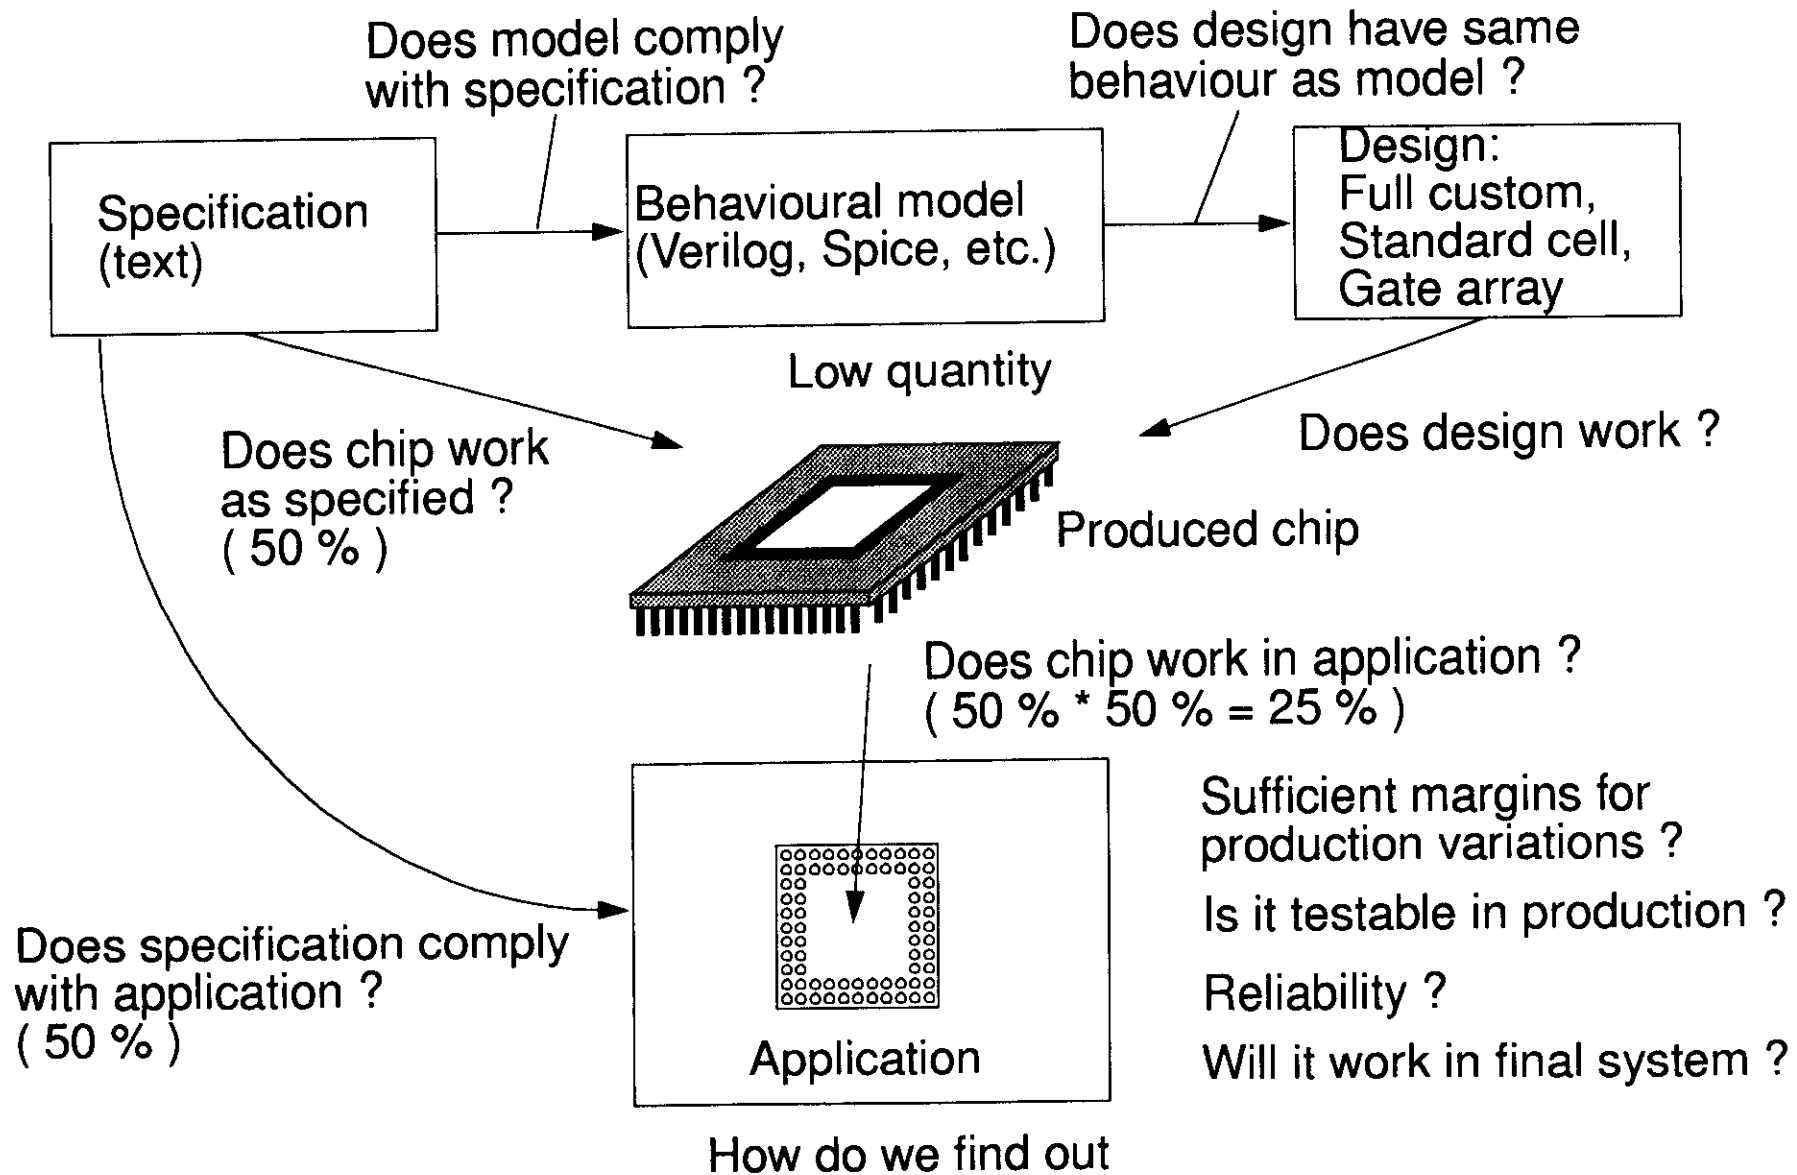 Does model comply
with specification ?
Does design have same
behaviour as model ?
Specification
(text)
Behavioural model
(Verilog, Spice, etc.)
Design:
Full custom,
Standard cell,
Gate array
Low quantity
Does chip work
as specified ?
( 50 % )
Does design work ?
Produced chip
Does chip work in application ?
( 50 % * 50 % = 25 % )
Does specification comply
with application ?
( 50 % )
Application
Sufficient margins for
production variations ?
Is it testable in production ?
Reliability ?
Will it work in final system ?
How do we find out